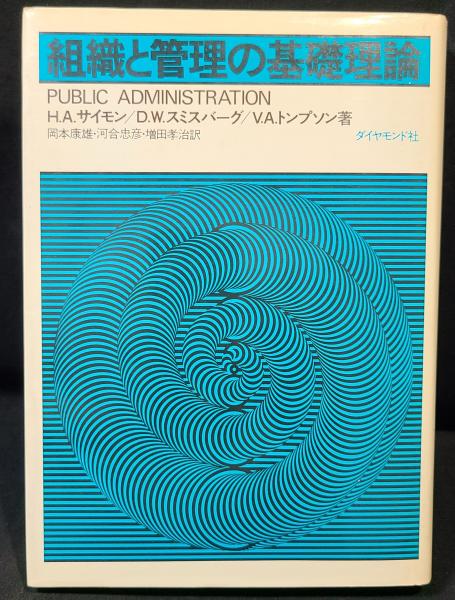 組織と管理の基礎理論
PUBLIC ADMINISTRATION
H.A.サイモン/D.W.スミスバーグ/V.A.トンプソン著
岡本康雄・河合忠彦・増田孝治訳
ダイヤモンド社